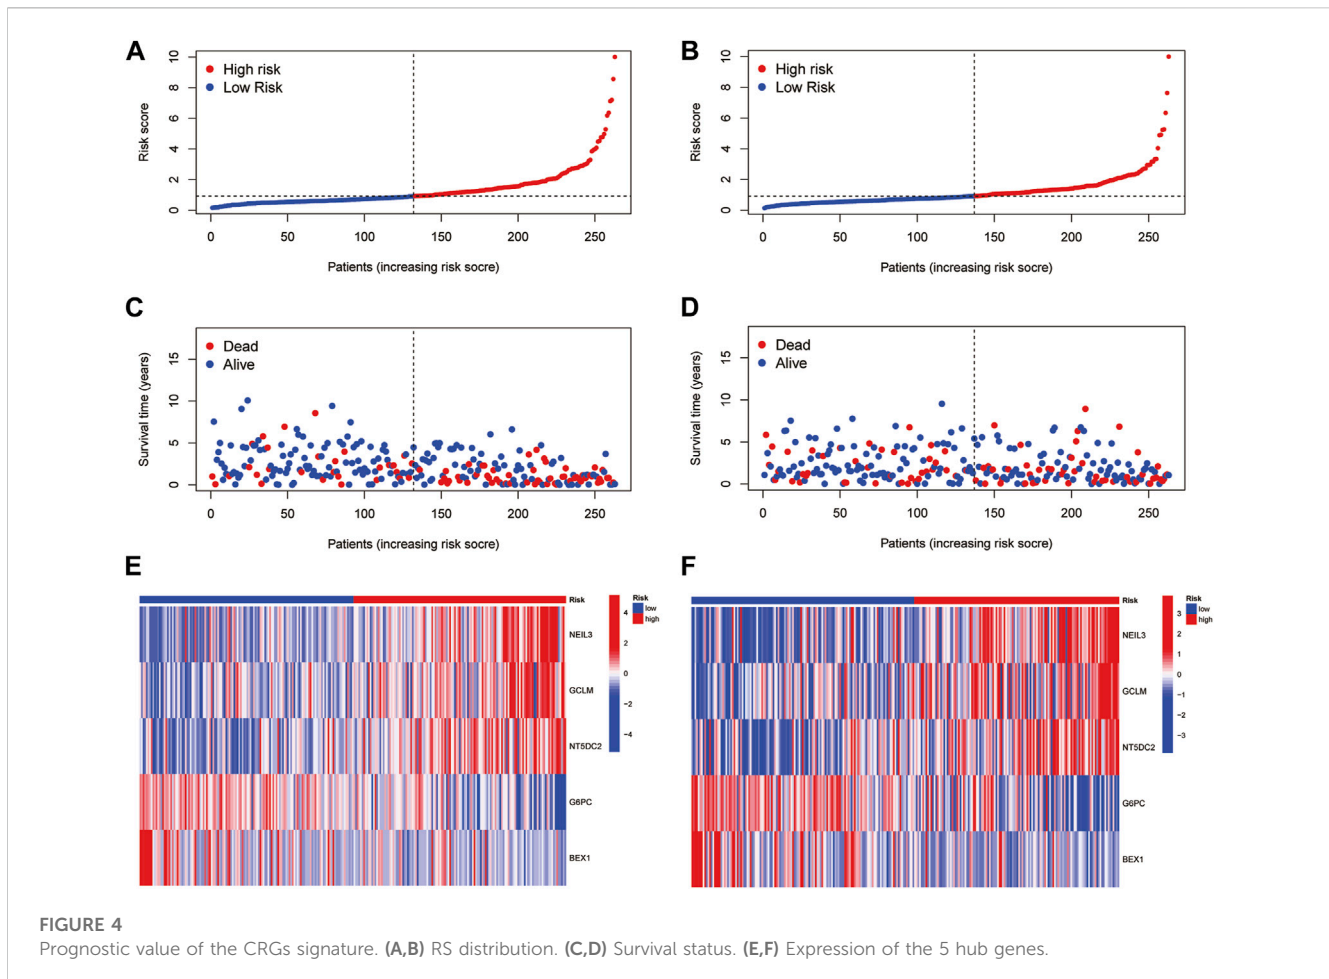 A
High risk
Low Risk
Risk score
10
8
6
4
2
0
0 50 100 150 200 250
Patients (increasing risk socre)
B
High risk
Low Risk
Risk score
10
8
6
4
2
0
0 50 100 150 200 250
Patients (increasing risk socre)
C
Dead
Alive
Survival time (years)
15
10
5
0
0 50 100 150 200 250
Patients (increasing risk socre)
D
Dead
Alive
Survival time (years)
15
10
5
0
0 50 100 150 200 250
Patients (increasing risk socre)
E
Risk
NEIL3
GCLM
NT5DC2
G6PC
BEX1
4
2
0
−2
−4
Risk
low
high
F
Risk
NEIL3
GCLM
NT5DC2
G6PC
BEX1
3
2
1
0
−1
−2
−3
Risk
low
high
FIGURE 4
Prognostic value of the CRGs signature. (A,B) RS distribution. (C,D) Survival status. (E,F) Expression of the 5 hub genes.